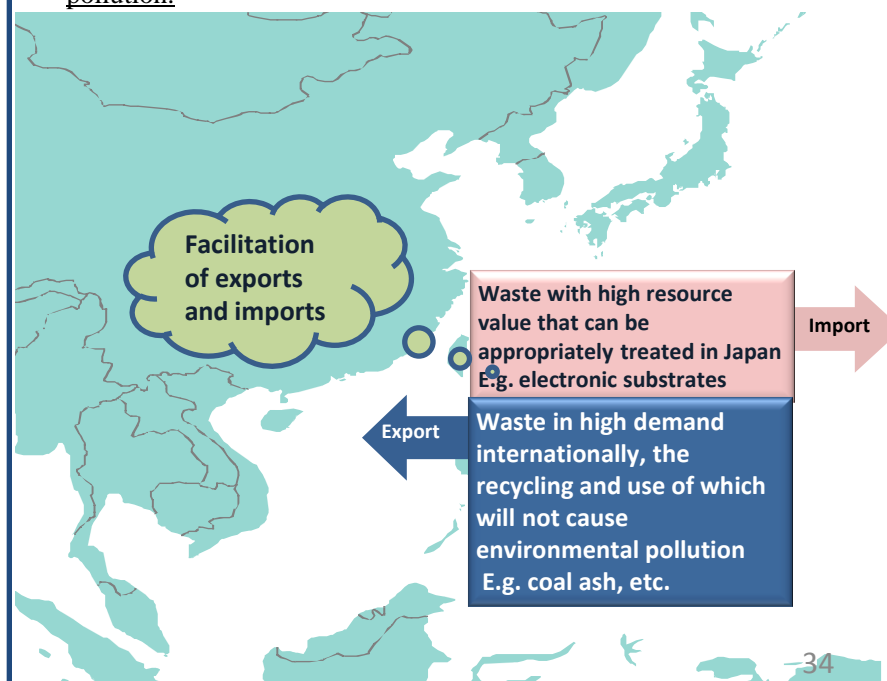 pollution.
Facilitation
of exports
and imports
Waste with high resource
value that can be
appropriately treated in Japan
E.g. electronic substrates
Import
Export
Waste in high demand
internationally, the
recycling and use of which
will not cause
environmental pollution
E.g. coal ash, etc.
34